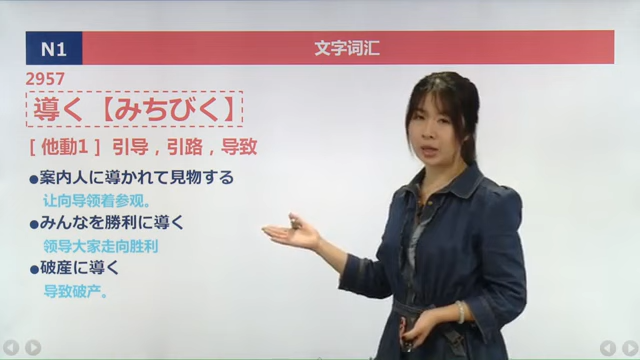 N1
文字词汇
2957
導く【みちびく】
[ 他動1 ] 引导，引路，导致
●案内人に導かれて見物する
让向导领着参观。
●みんなを勝利に導く
领导大家走向胜利
●破産に導く
导致破产。